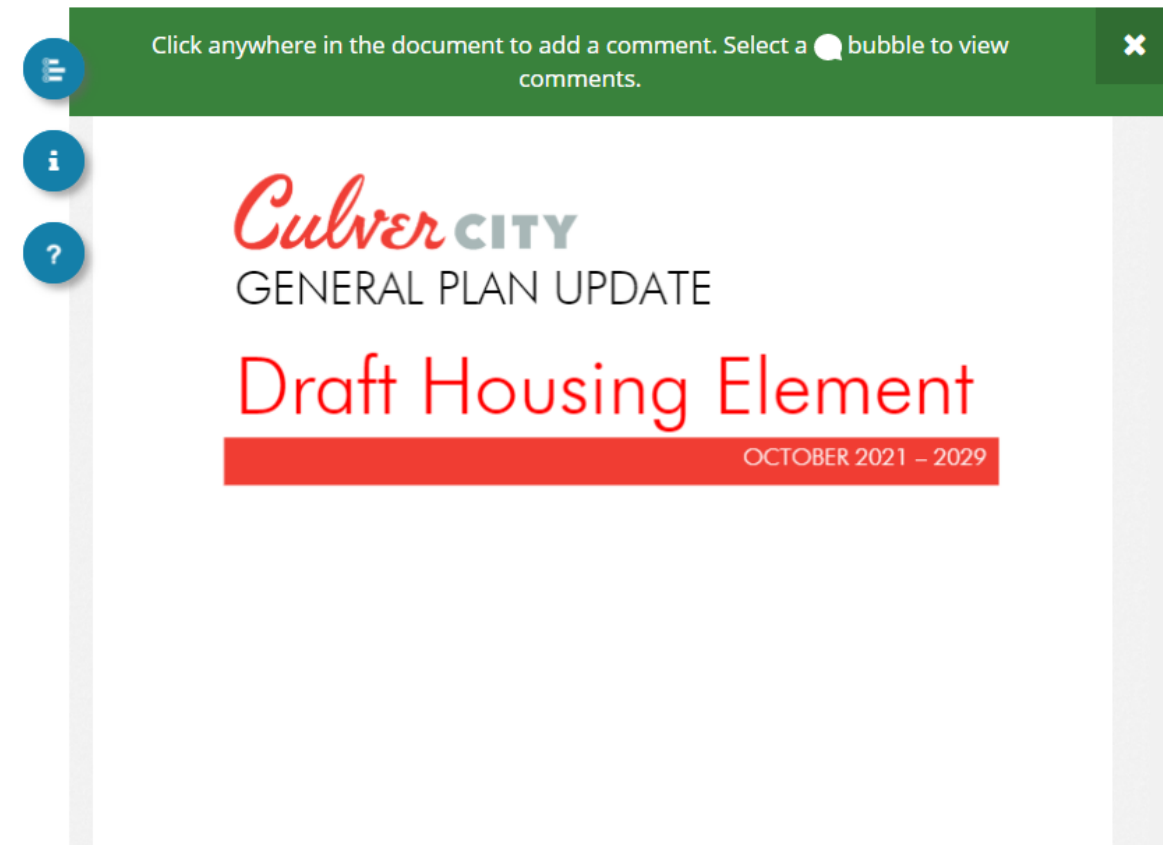 Click anywhere in the document to add a comment. Select a bubble to view
comments.
Culver CITY
GENERAL PLAN UPDATE
Draft Housing Element
OCTOBER 2021 – 2029